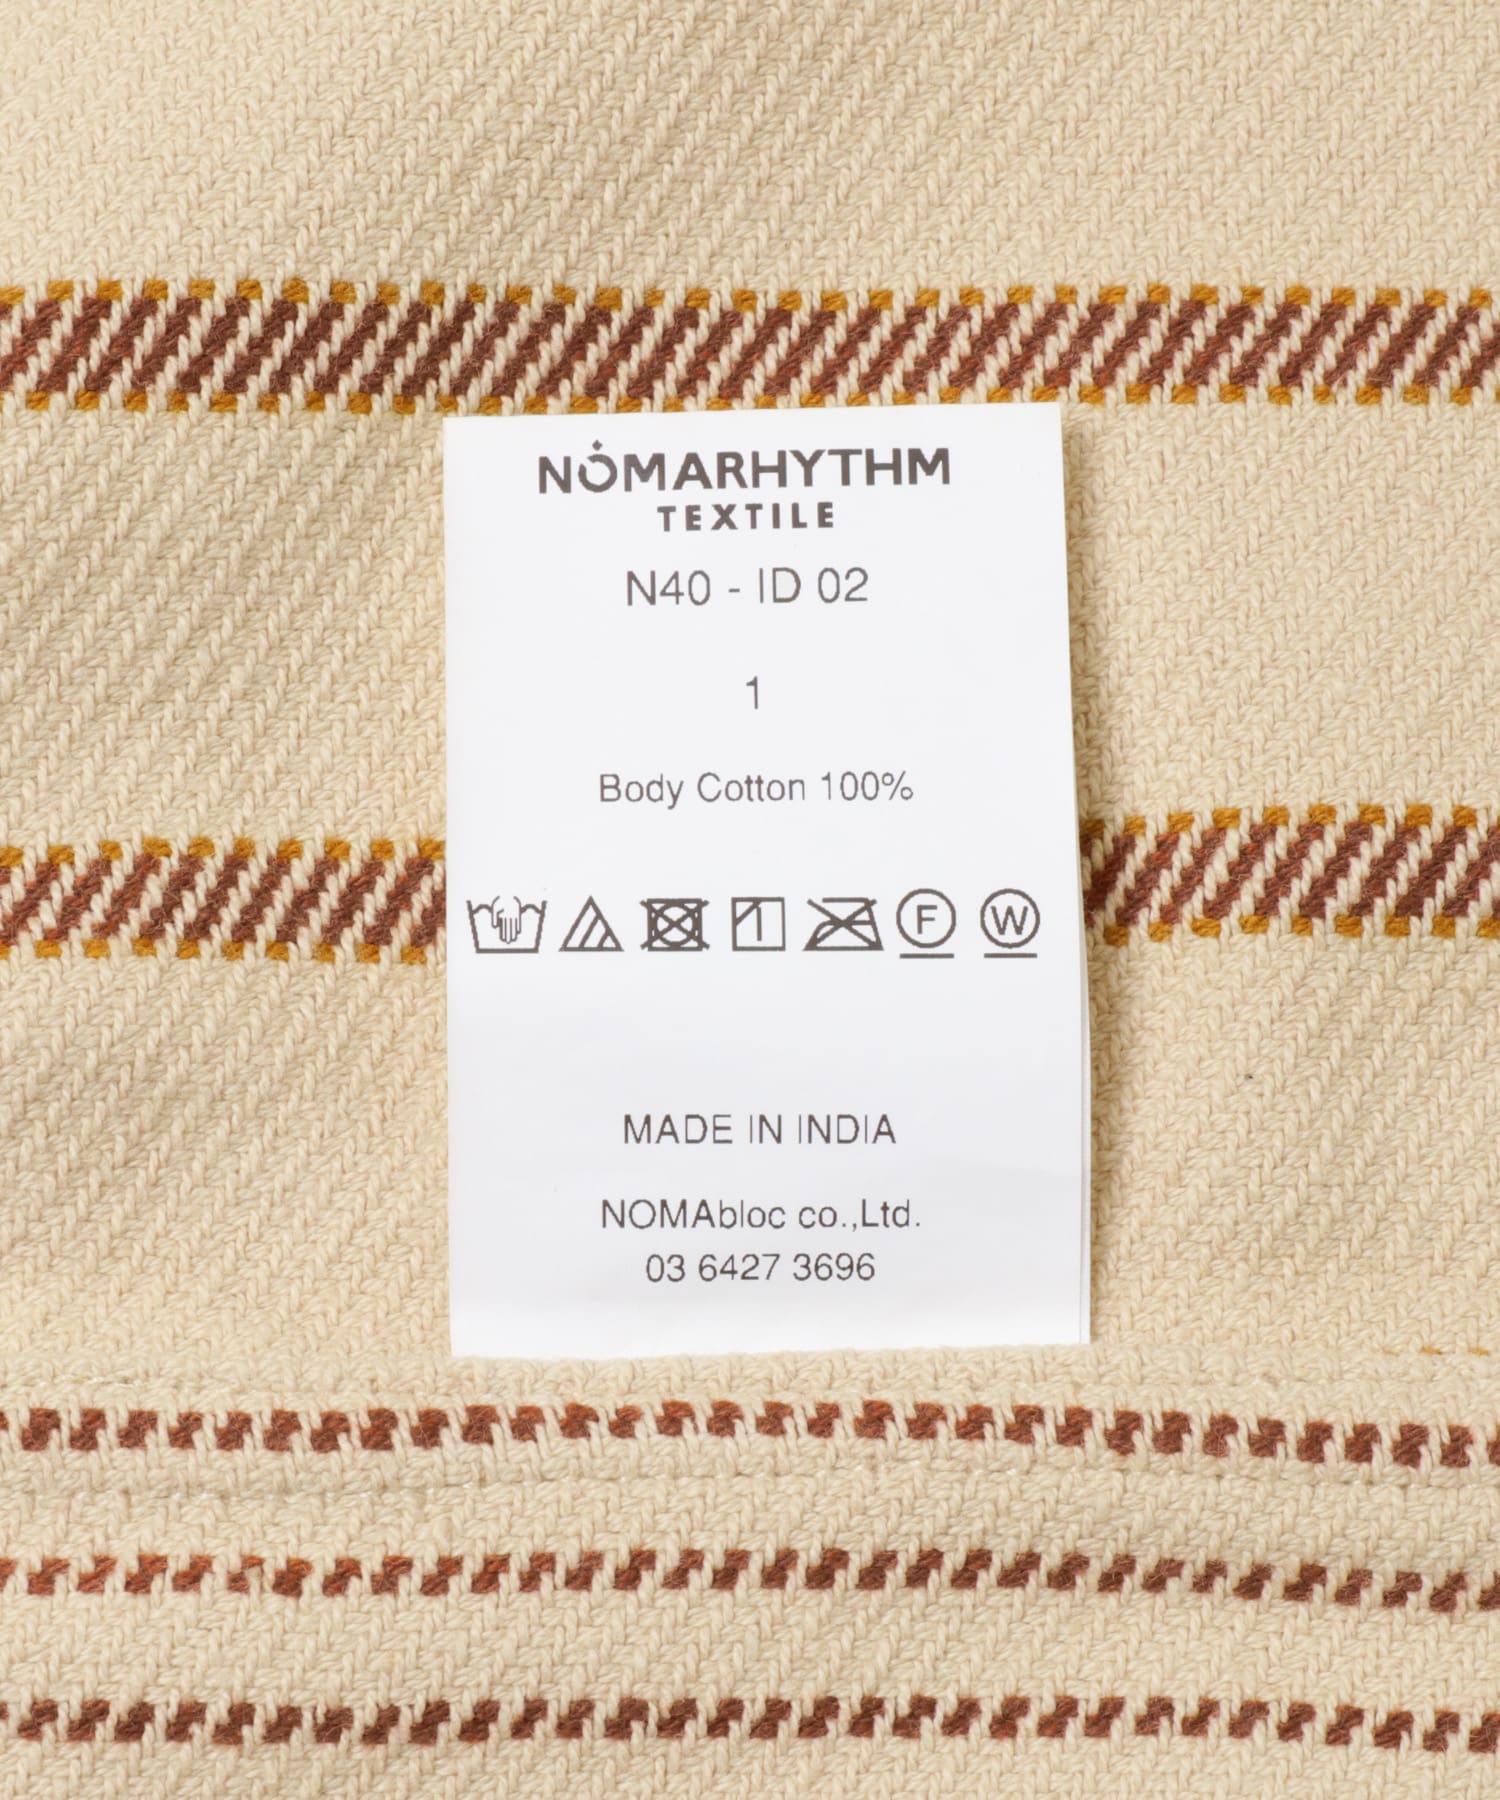 NOMARHYTHM
TEXTILE
N40 - ID 02
1
Body Cotton 100%
F W
MADE IN INDIA
NOMAbloc co.,Ltd.
03 6427 3696